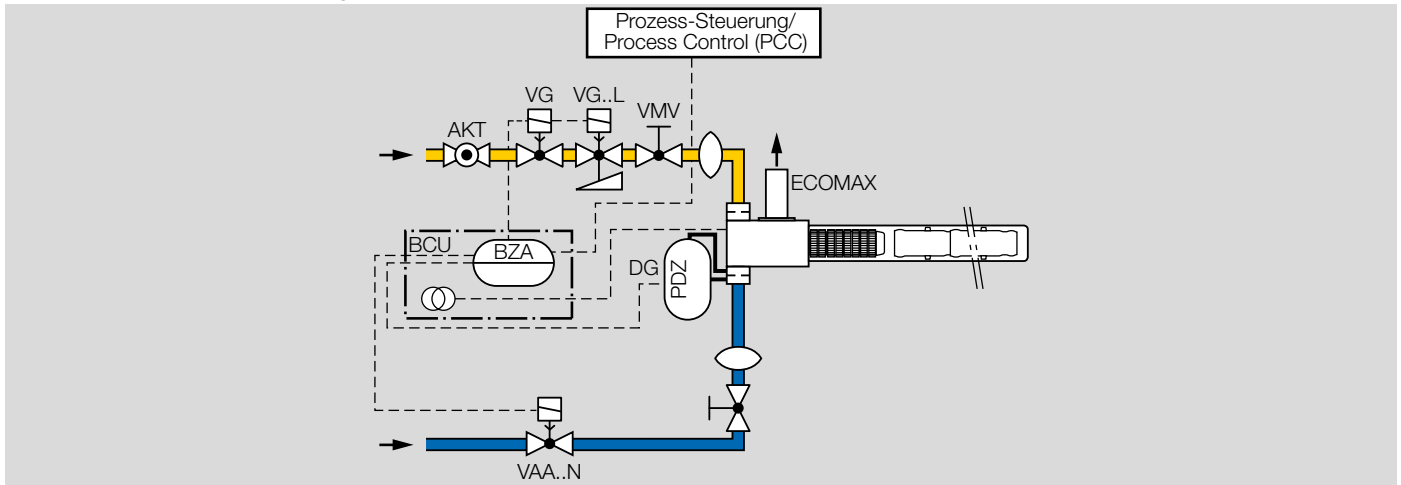 Prozess-Steuerung/
Process Control (PCC)
VG
VG..L
VMV
AKT
ECOMAX
BCU
BZA
DG
PDZ
VAA..N